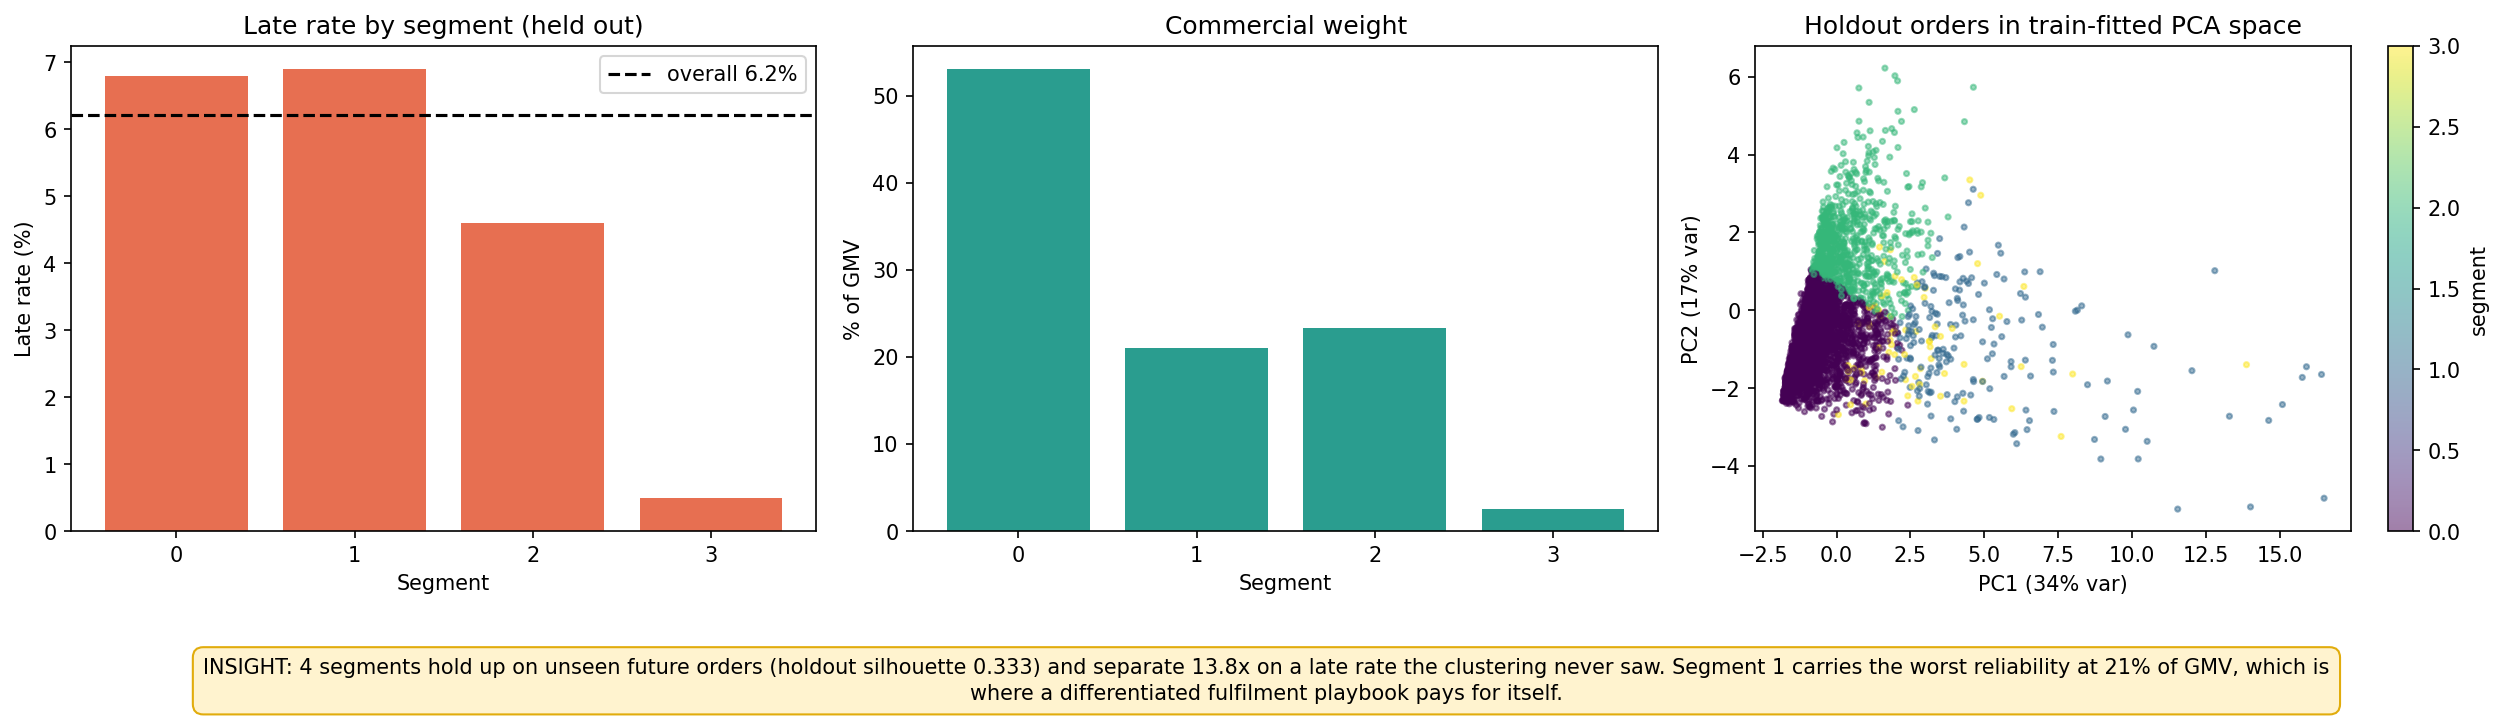 Late rate by segment (held out)
7
6
5
4
3
2
1
0
Late rate (%)
overall 6.2%
0 1 2 3
Segment
Commercial weight
50
40
30
20
10
0
% of GMV
0 1 2 3
Segment
Holdout orders in train-fitted PCA space
6
4
2
0
−2
−4
PC2 (17% var)
−2.5 0.0 2.5 5.0 7.5 10.0 12.5 15.0
PC1 (34% var)
3.0
2.5
2.0
1.5
1.0
0.5
0.0
segment
INSIGHT: 4 segments hold up on unseen future orders (holdout silhouette 0.333) and separate 13.8x on a late rate the clustering never saw. Segment 1 carries the worst reliability at 21% of GMV, which is
where a differentiated fulfilment playbook pays for itself.